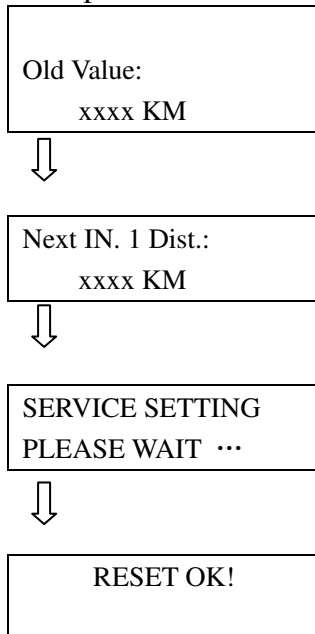 Old Value:
xxxx KM
Next IN. 1 Dist.:
xxxx KM
SERVICE SETTING
PLEASE WAIT ···
RESET OK!